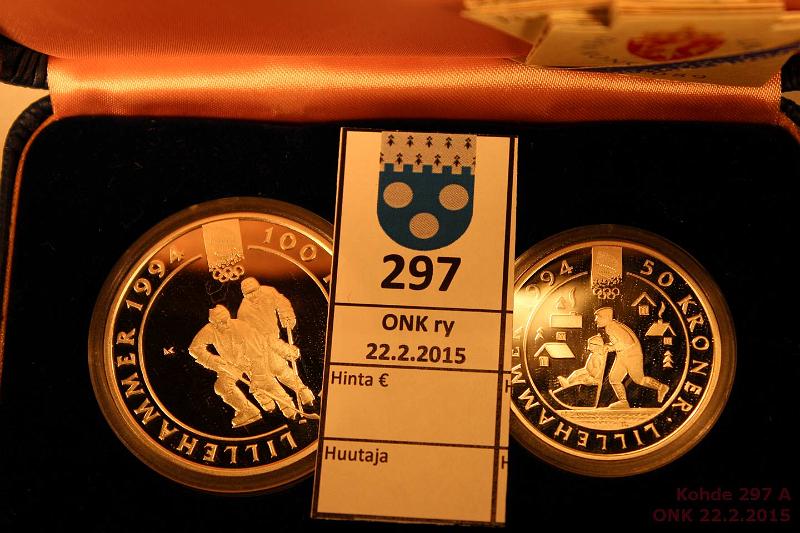 LILLEHAMMER 1994 100
297
ONK ry
22.2.2015
Hinta €
Huutaja
LILLEHAMMER 1994 50 KRONER
Kohde 297 A
ONK 22.2.2015